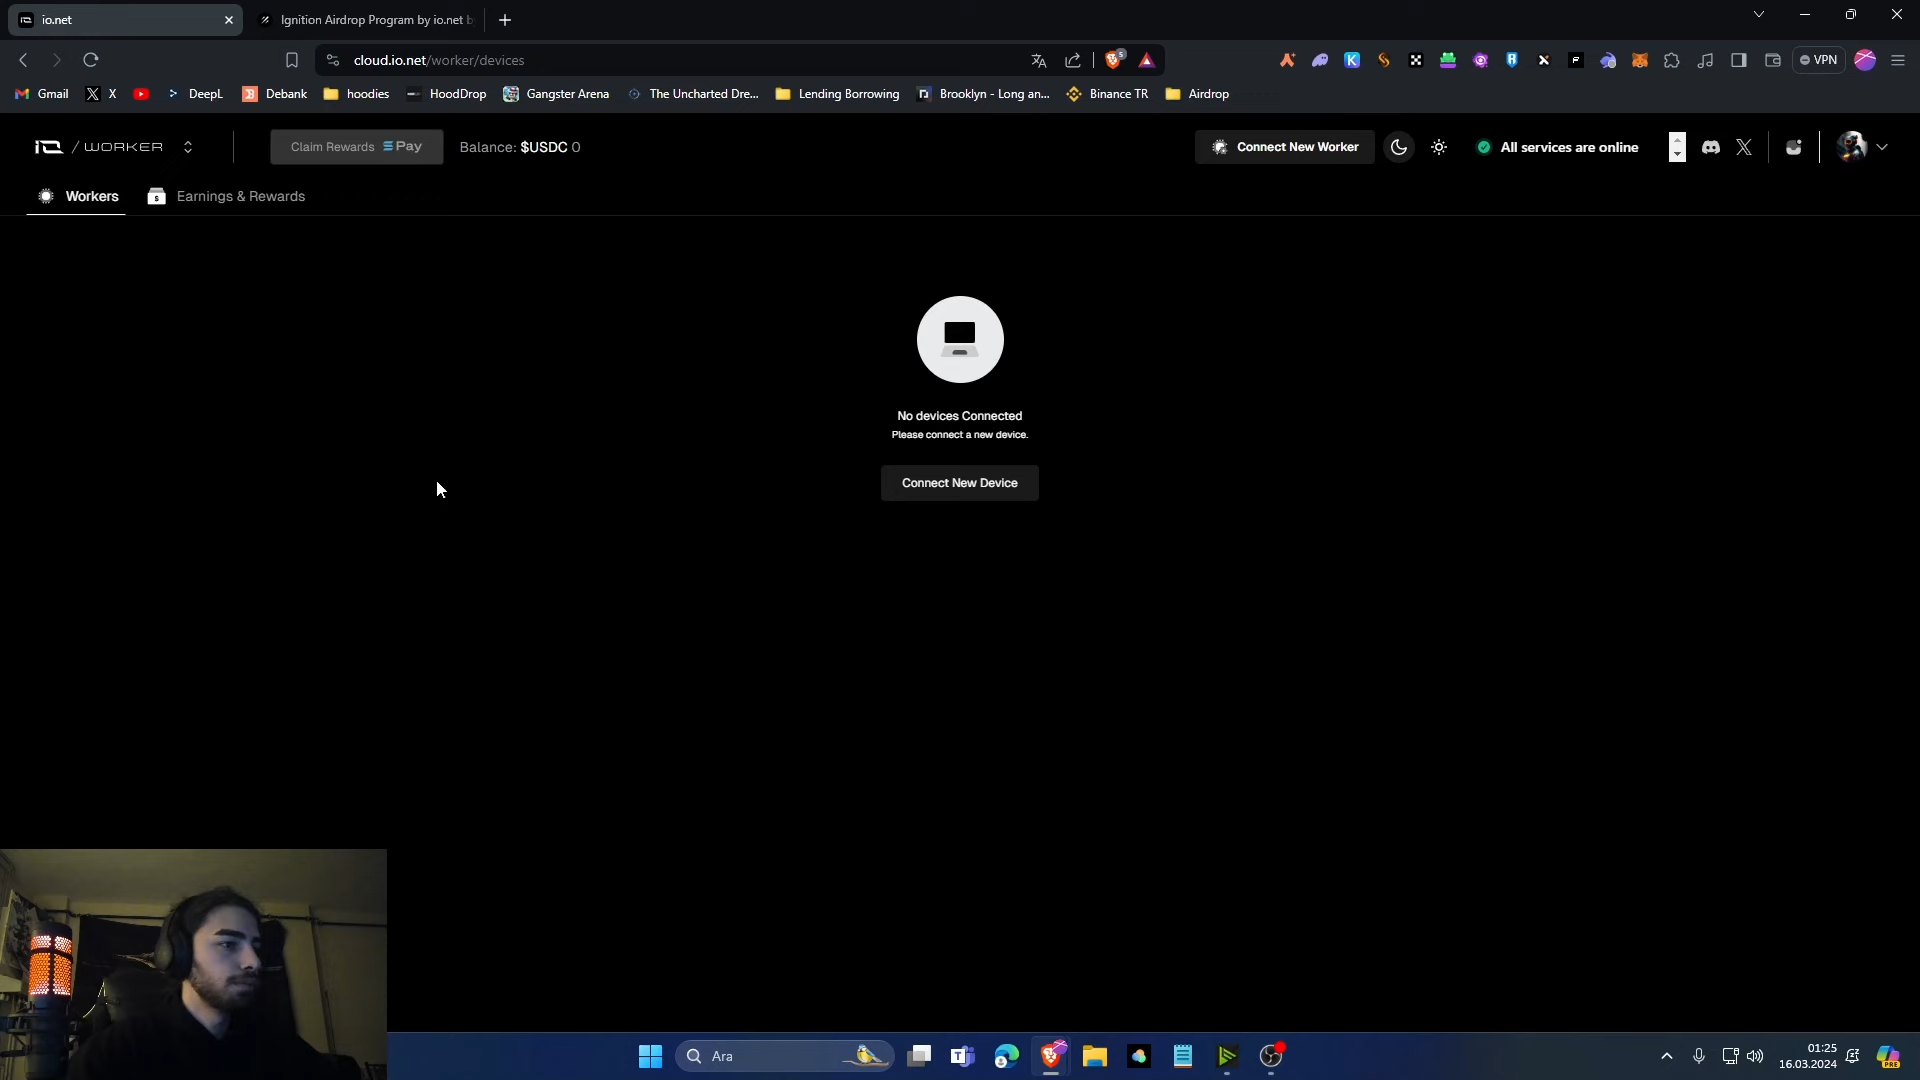 io.net
Ignition Airdrop Program by io.net b
cloud.io.net/worker/devices
5
VPN
Gmail
X
DeepL
Debank
hoodies
HoodDrop
Gangster Arena
The Uncharted Dre...
Lending Borrowing
Brooklyn - Long an...
Binance TR
Airdrop
IO / WORKER
Claim Rewards Pay
Balance: $USDC 0
Connect New Worker
All services are online
Workers
Earnings & Rewards
No devices Connected
Please connect a new device.
Connect New Device
Ara
01:25
16.03.2024
PRE